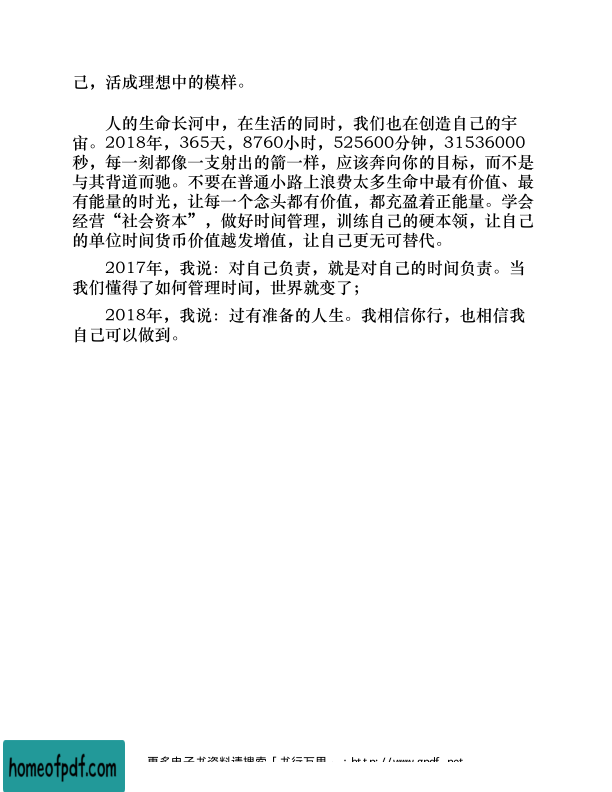 己，活成理想中的模样。
人的生命长河中，在生活的同时，我们也在创造自己的宇
宙。2018年，365天，8760小时，525600分钟，31536000
秒，每一刻都像一支射出的箭一样，应该奔向你的目标，而不是
与其背道而驰。不要在普通小路上浪费太多生命中最有价值、最
有能量的时光，让每一个念头都有价值，都充盈着正能量。学会
经营“社会资本”，做好时间管理，训练自己的硬本领，让自己
的单位时间货币价值越发增值，让自己更无可替代。
2017年，我说：对自己负责，就是对自己的时间负责。当
我们懂得了如何管理时间，世界就变了；
2018年，我说：过有准备的人生。我相信你行，也相信我
自己可以做到。
更多电子书资料请搜索「书行万里
homeofpdf.com